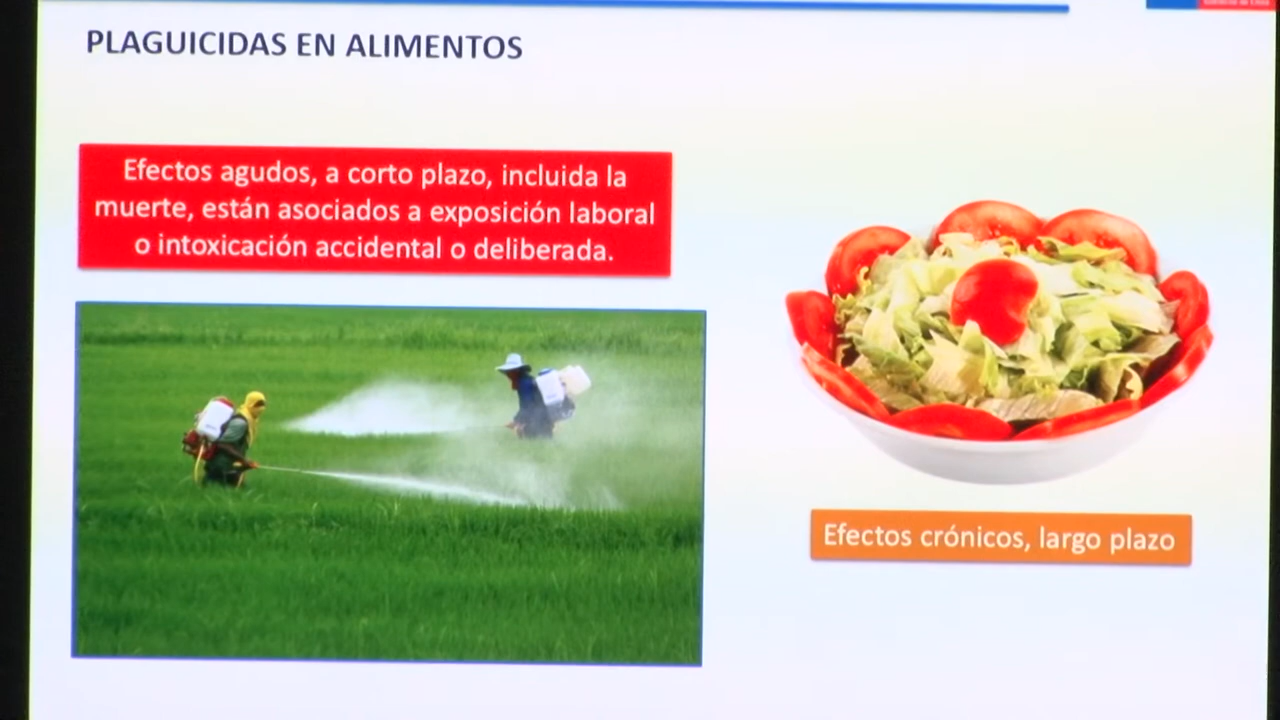 PLAGUICIDAS EN ALIMENTOS
Efectos agudos, a corto plazo, incluida la
muerte, están asociados a exposición laboral
o intoxicación accidental o deliberada.
Efectos crónicos, largo plazo